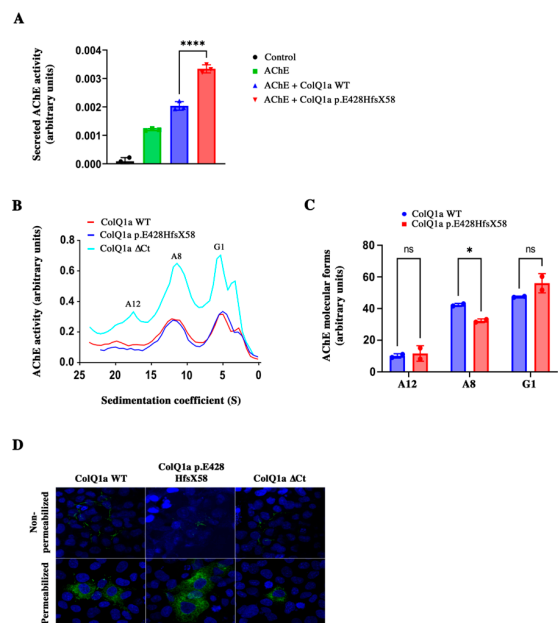 A
Secreted AChE activity
(arbitrary units)
0.004
0.003
0.002
0.001
0.000
****
Control
AChE
AChE + ColQ1a WT
AChE + ColQ1a p.E428HfsX58
B
ColQ1a WT
ColQ1a p.E428HfsX58
ColQ1a ΔCt
AChE activity (arbitrary units)
0.8
0.6
0.4
0.2
0.0
A12
A8
G1
25
20
15
10
5
0
Sedimentation coefficient (S)
C
ColQ1a WT
ColQ1a p.E428HfsX58
AChE molecular forms
(arbitrary units)
80
60
40
20
0
ns
*
ns
A12
A8
G1
D
ColQ1a WT
ColQ1a p.E428
HfsX58
ColQ1a ΔCt
Non-
permeabilized
Permeabilized